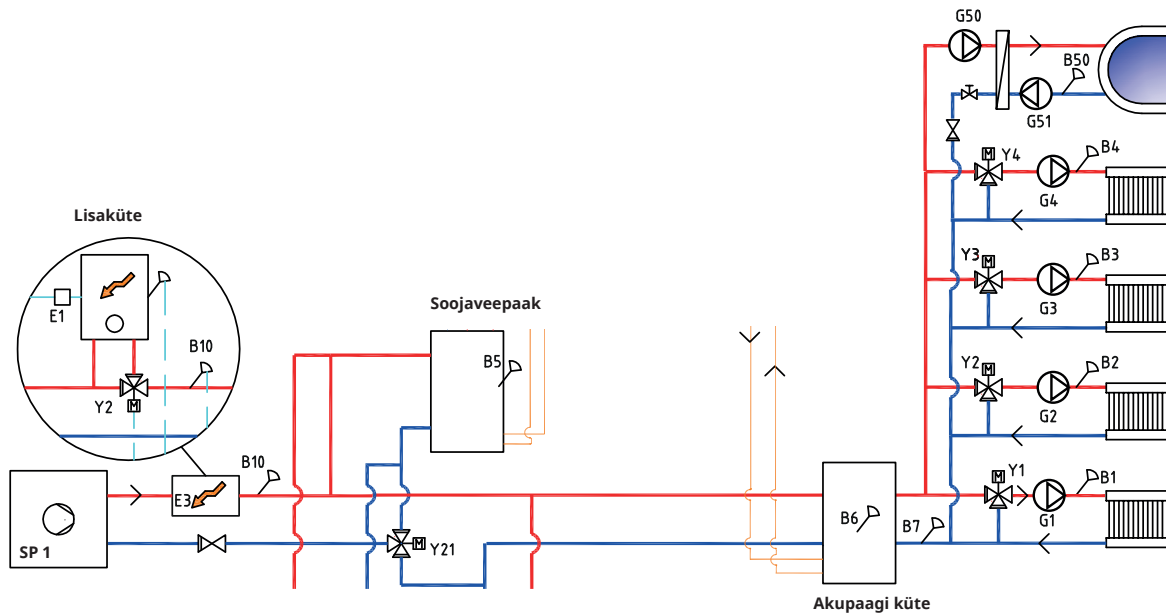 G50
B50
G51
Y4
B4
G4
Lisaküte
Y3
B3
G3
E1
B10
Y2
Soojaveepaak
B5
Y2
B2
G2
B10
E3
SP 1
Y21
B6
B7
Y1
B1
G1
Akupaagi küte
M
M
M
M
M
M